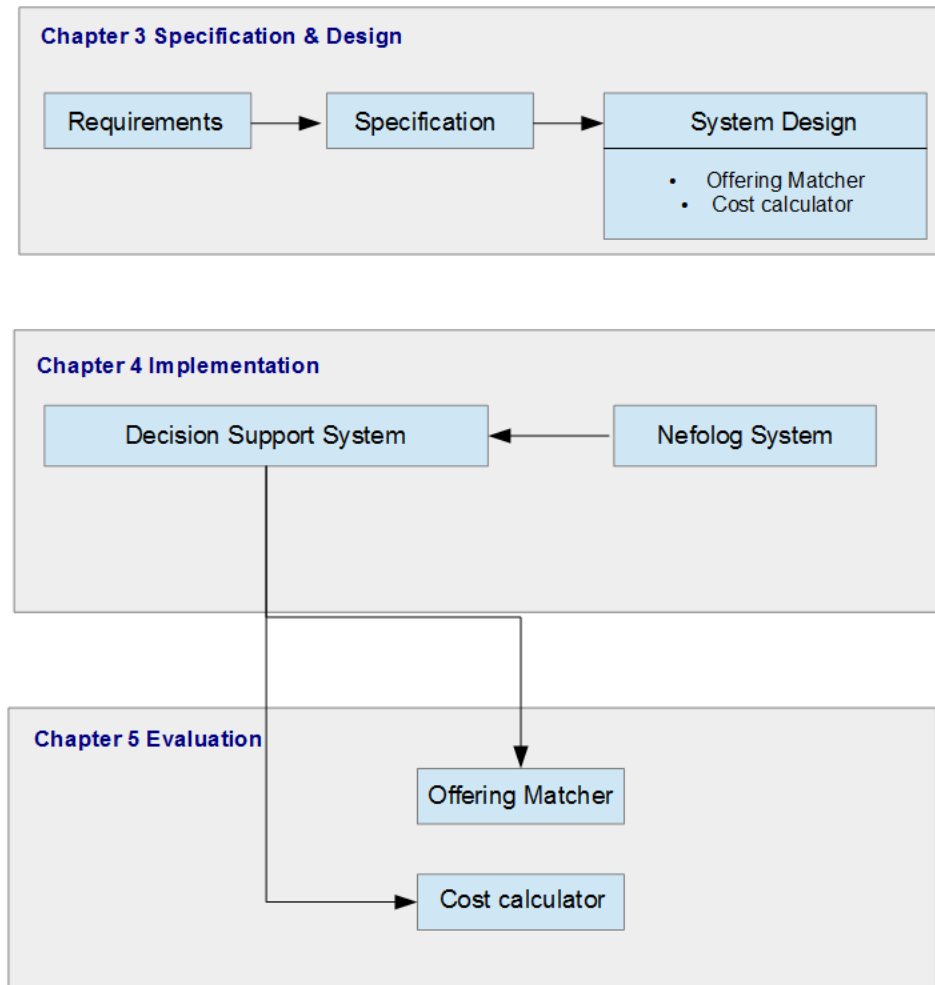 Chapter 3 Specification & Design
Requirements
Specification
System Design
• Offering Matcher
• Cost calculator
Chapter 4 Implementation
Decision Support System
Nefolog System
Chapter 5 Evaluation
Offering Matcher
Cost calculator